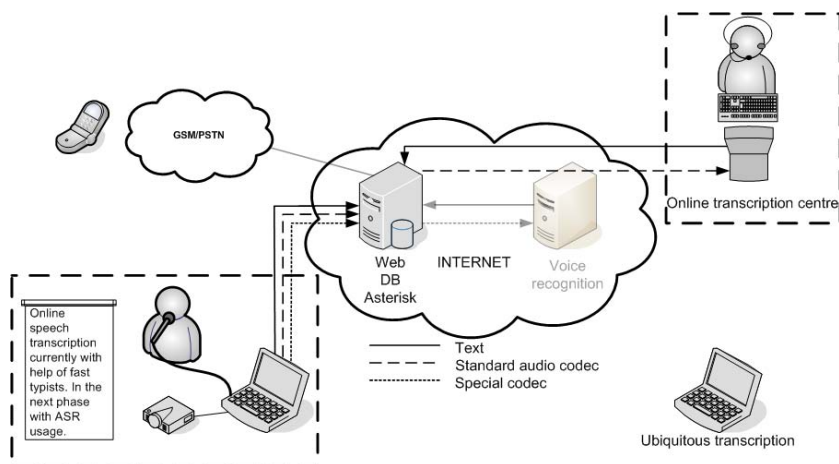 GSM/PSTN
Online transcription centre
Web
DB
Asterisk
INTERNET
Voice
recognition
Online
speech
transcription
currently with
help of fast
typists. In the
next phase
with ASR
usage.
Text
Standard audio codec
Special codec
Ubiquitous transcription